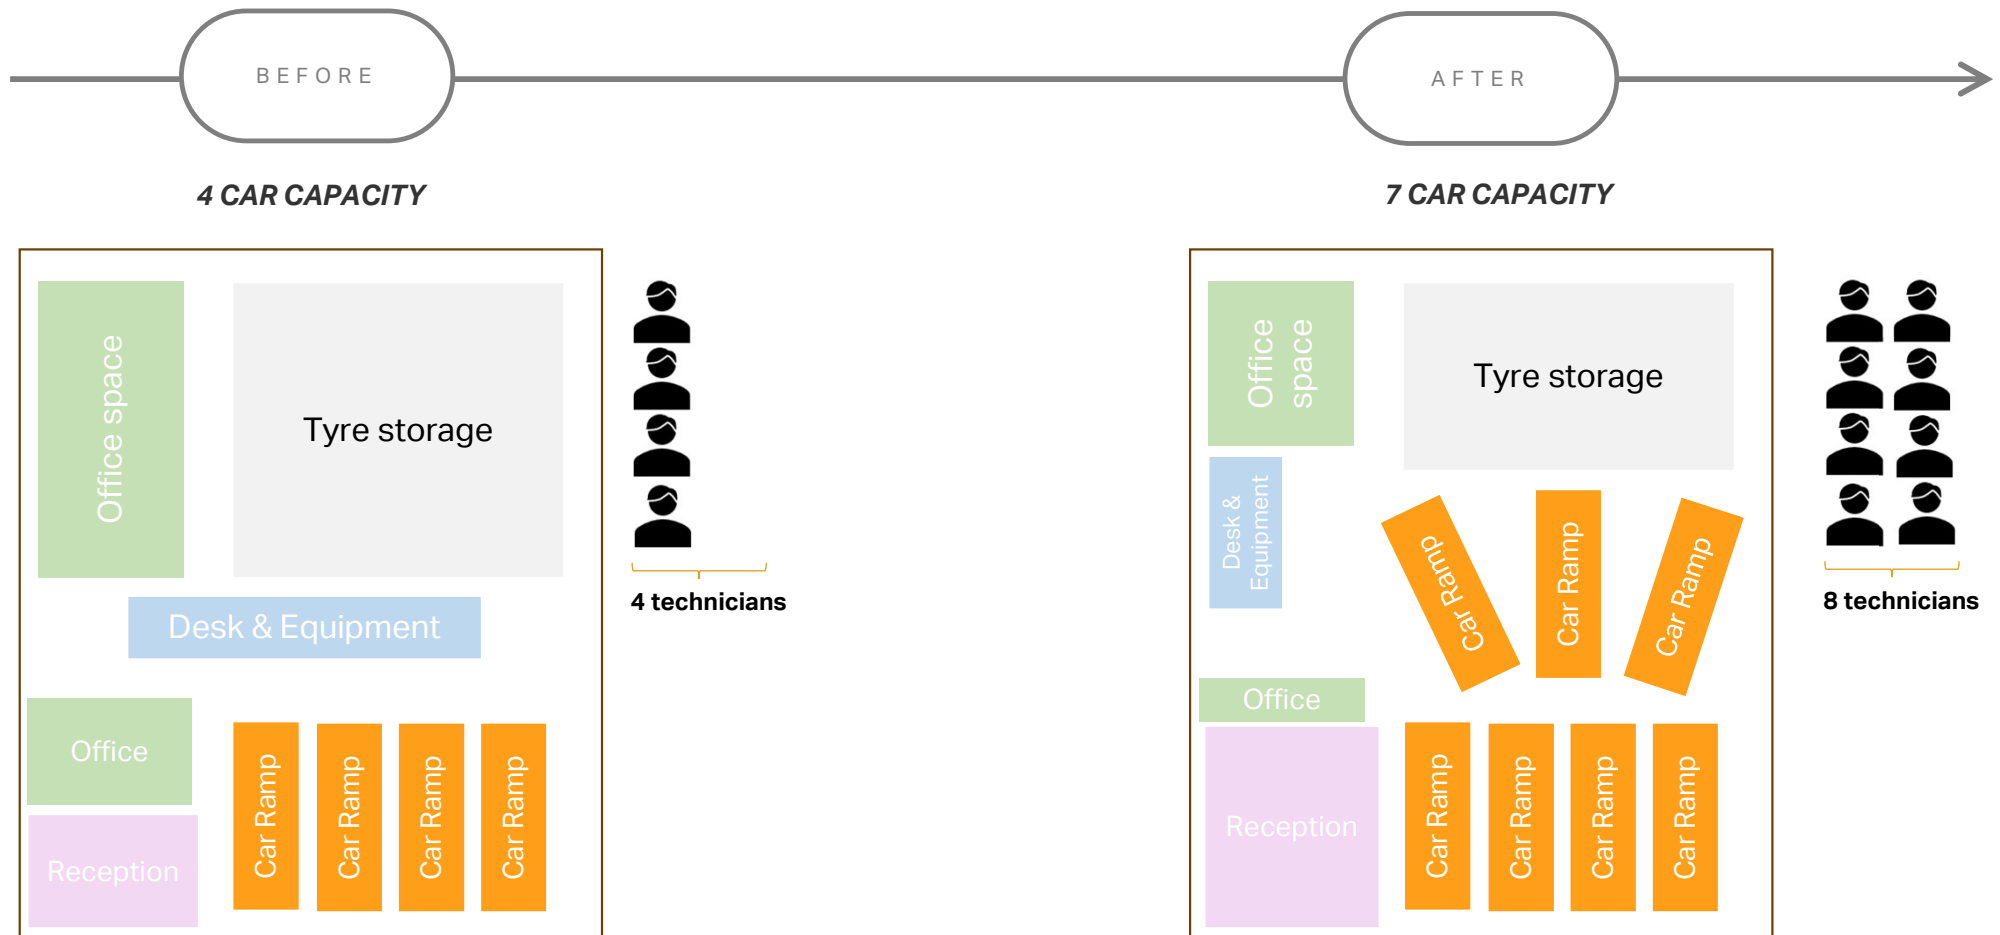 BEFORE
AFTER
4 CAR CAPACITY
7 CAR CAPACITY
Office space
Tyre storage
Desk & Equipment
Office
Reception
Car Ramp
Car Ramp
Car Ramp
Car Ramp
4 technicians
Office
space
Tyre storage
Desk &
Equipment
Car Ramp
Car Ramp
Car Ramp
Office
Reception
Car Ramp
Car Ramp
Car Ramp
Car Ramp
8 technicians